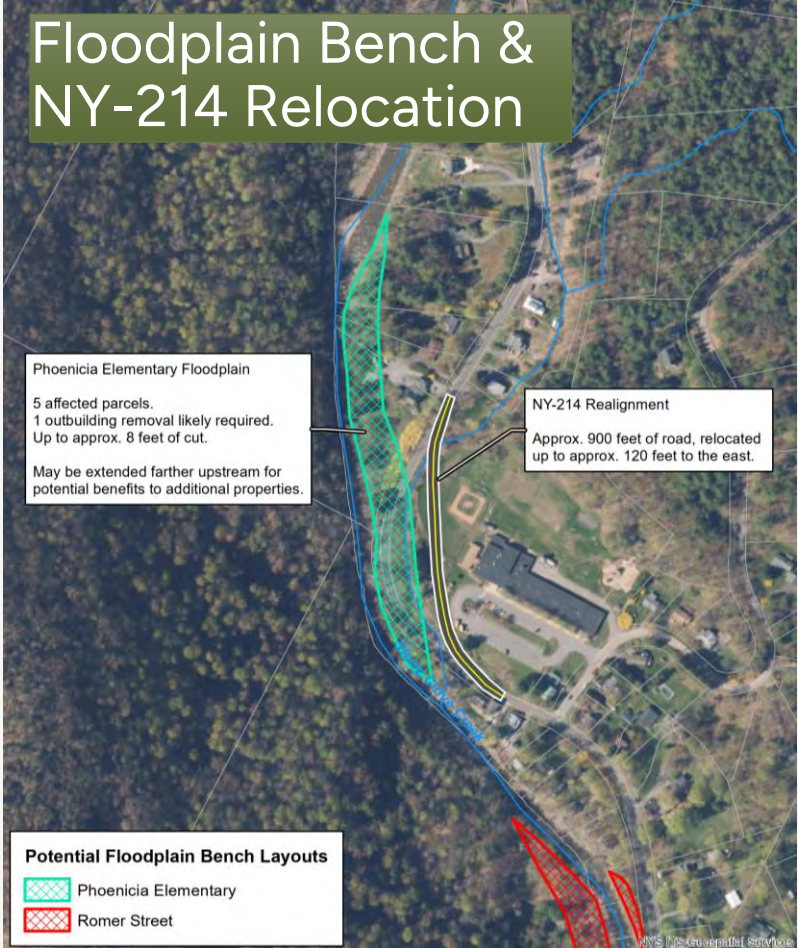 Floodplain Bench &
NY-214 Relocation
Phoenicia Elementary Floodplain
5 affected parcels.
1 outbuilding removal likely required.
Up to approx. 8 feet of cut.
May be extended farther upstream for
potential benefits to additional properties.
NY-214 Realignment
Approx. 900 feet of road, relocated
up to approx. 120 feet to the east.
Creek
Potential Floodplain Bench Layouts
Phoenicia Elementary
Romer Street
NYS ITS Geospatial Services